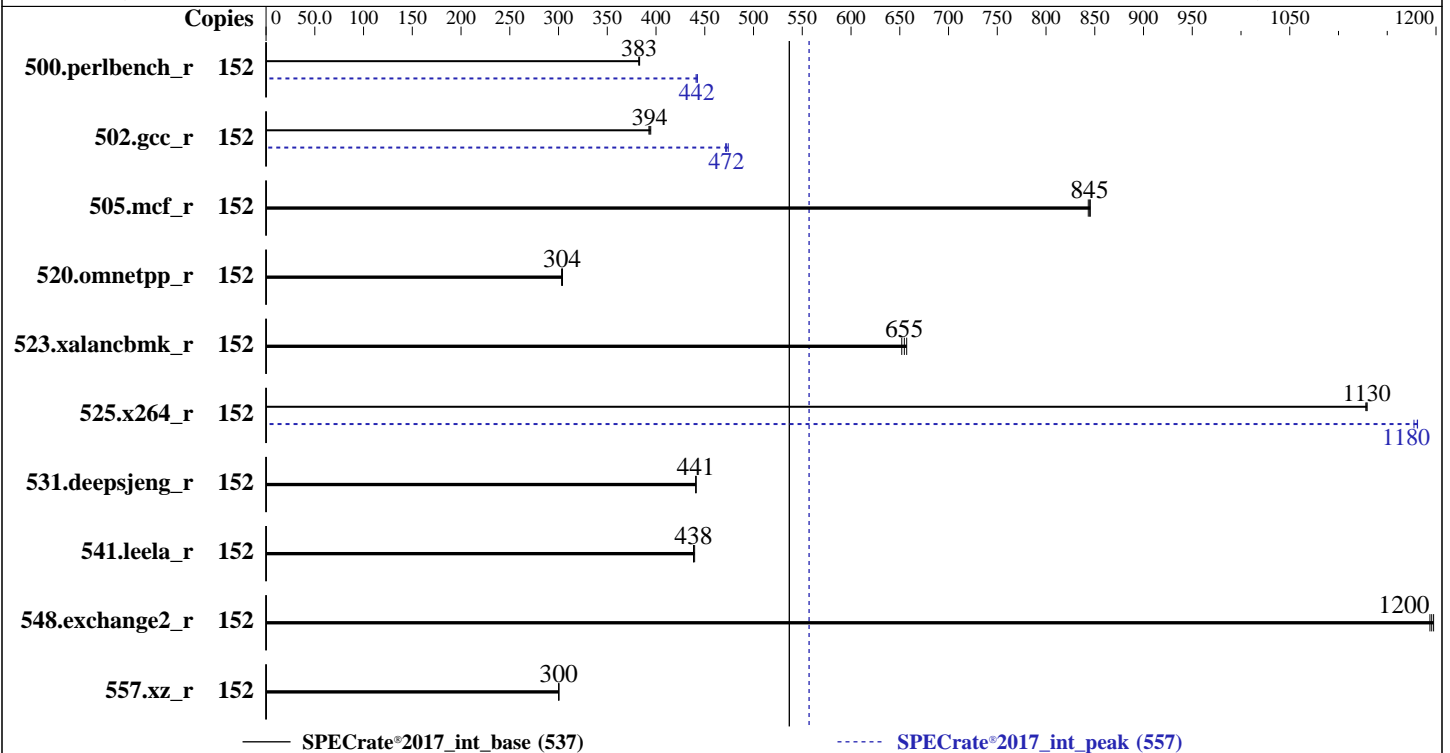 Copies 0 50.0 100 150 200 250 300 350 400 450 500 550 600 650 700 750 800 850 900 950 1050 1200
500.perlbench_r 152 383
442
502.gcc_r 152 394
472
505.mcf_r 152 845
520.omnetpp_r 152 304
523.xalancbmk_r 152 655
525.x264_r 152 1130
1180
531.deepsjeng_r 152 441
541.leela_r 152 438
548.exchange2_r 152 1200
557.xz_r 152 300
SPECrate®2017_int_base (537) SPECrate®2017_int_peak (557)